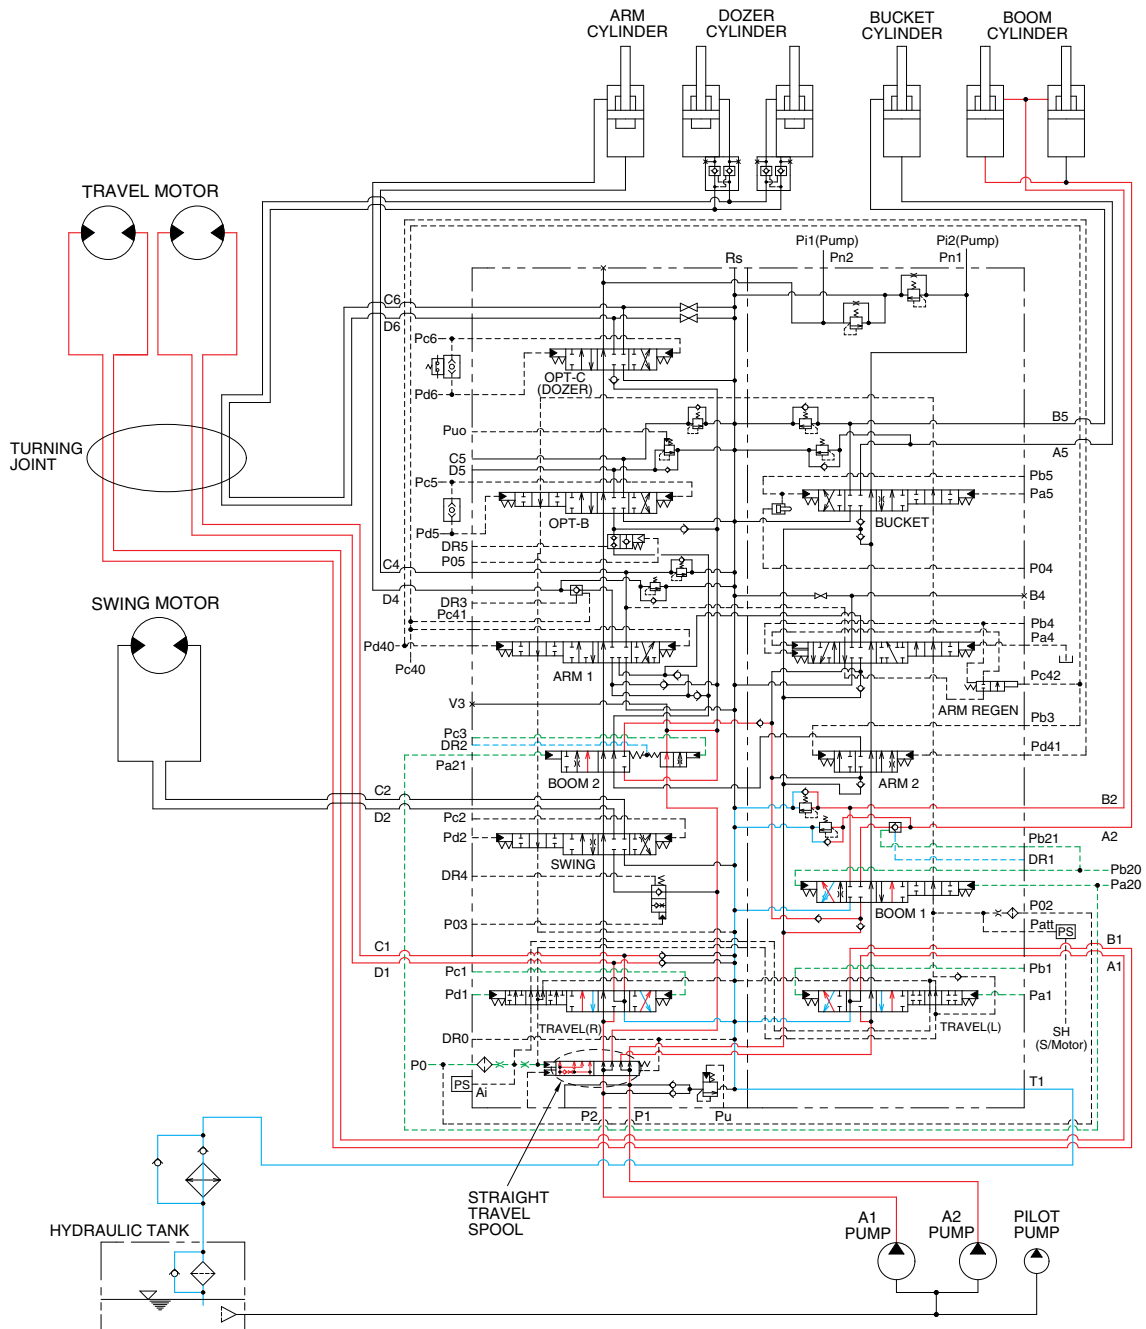 ARM
CYLINDER
DOZER
CYLINDER
BUCKET
CYLINDER
BOOM
CYLINDER
TRAVEL MOTOR
Pi1(Pump)
Pn2
Pi2(Pump)
Pn1
Rs
C6
D6
Pc6
Pd6
OPT-C
(DOZER)
TURNING
JOINT
Puo
C5
D5
Pc5
Pd5
OPT-B
DR5
P05
B5
A5
Pb5
Pa5
BUCKET
P04
C4
D4
DR3
Pc41
Pd40
Pc40
ARM 1
B4
Pb4
Pa4
Pc42
ARM REGEN
SWING MOTOR
V3
Pc3
DR2
Pa21
BOOM 2
Pb3
Pd41
ARM 2
C2
D2
Pc2
Pd2
SWING
DR4
P03
B2
A2
Pb21
DR1
Pb20
Pa20
BOOM 1
P02
Patt
PS
C1
D1
Pc1
Pd1
TRAVEL(R)
B1
A1
Pb1
Pa1
TRAVEL(L)
SH
(S/Motor)
DR0
P0
PS
Ai
P2
P1
Pu
T1
STRAIGHT
TRAVEL
SPOOL
HYDRAULIC TANK
A1
PUMP
A2
PUMP
PILOT
PUMP